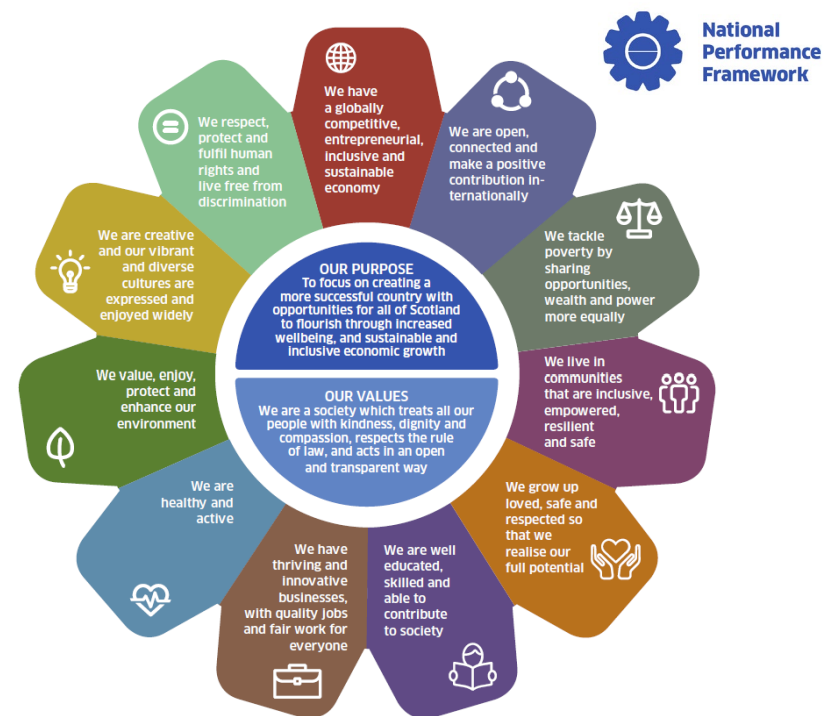 National
Performance
Framework
We have
a globally
competitive,
entrepreneurial,
inclusive and
sustainable
economy
We are open,
connected and
make a positive
contribution in-
ternationally
We tackle
poverty by
sharing
opportunities,
wealth and power
more equally
We live in
communities
that are inclusive,
empowered,
resilient
and safe
We grow up
loved, safe and
respected so
that we
realise our
full potential
We are well
educated,
skilled and
able to
contribute
to society
We have
thriving and
innovative
businesses,
with quality jobs
and fair work for
everyone
We are
healthy and
active
We value, enjoy,
protect and
enhance our
environment
We are creative
and our vibrant
and diverse
cultures are
expressed and
enjoyed widely
We respect,
protect and
fulfil human
rights and
live free from
discrimination
OUR PURPOSE
To focus on creating a
more successful country with
opportunities for all of Scotland
to flourish through increased
wellbeing, and sustainable and
inclusive economic growth
OUR VALUES
We are a society which treats all our
people with kindness, dignity and
compassion, respects the rule
of law, and acts in an open
and transparent way